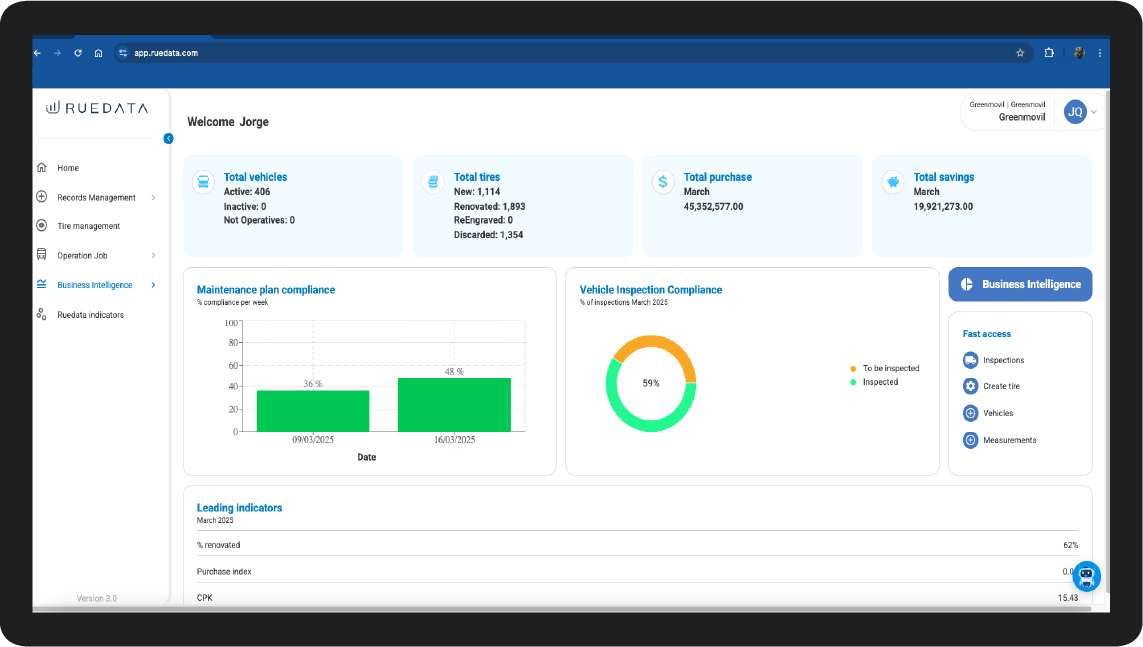 app.ruedata.com
RUEDATA
Welcome Jorge
Greenmovil | Greenmovil
Greenmovil
JQ
Home
Records Management
Tire management
Operation Job
Business Intelligence
Ruedata indicators
Version 3.0
Total vehicles
Active: 406
Inactive: 0
Not Operatives: 0
Total tires
New: 1,114
Renovated: 1,893
ReEngraved: 0
Discarded: 1,354
Total purchase
March
45,352,577.00
Total savings
March
19,921,273.00
Maintenance plan compliance
% compliance per week
100
80
60
40
20
0
36 %
48 %
09/03/2025
16/03/2025
Date
Vehicle Inspection Compliance
% of inspections March 2025
59%
To be inspected
Inspected
Business Intelligence
Fast access
Inspections
Create tire
Vehicles
Measurements
Leading indicators
March 2025
% renovated 62%
Purchase index
CPK 15.43